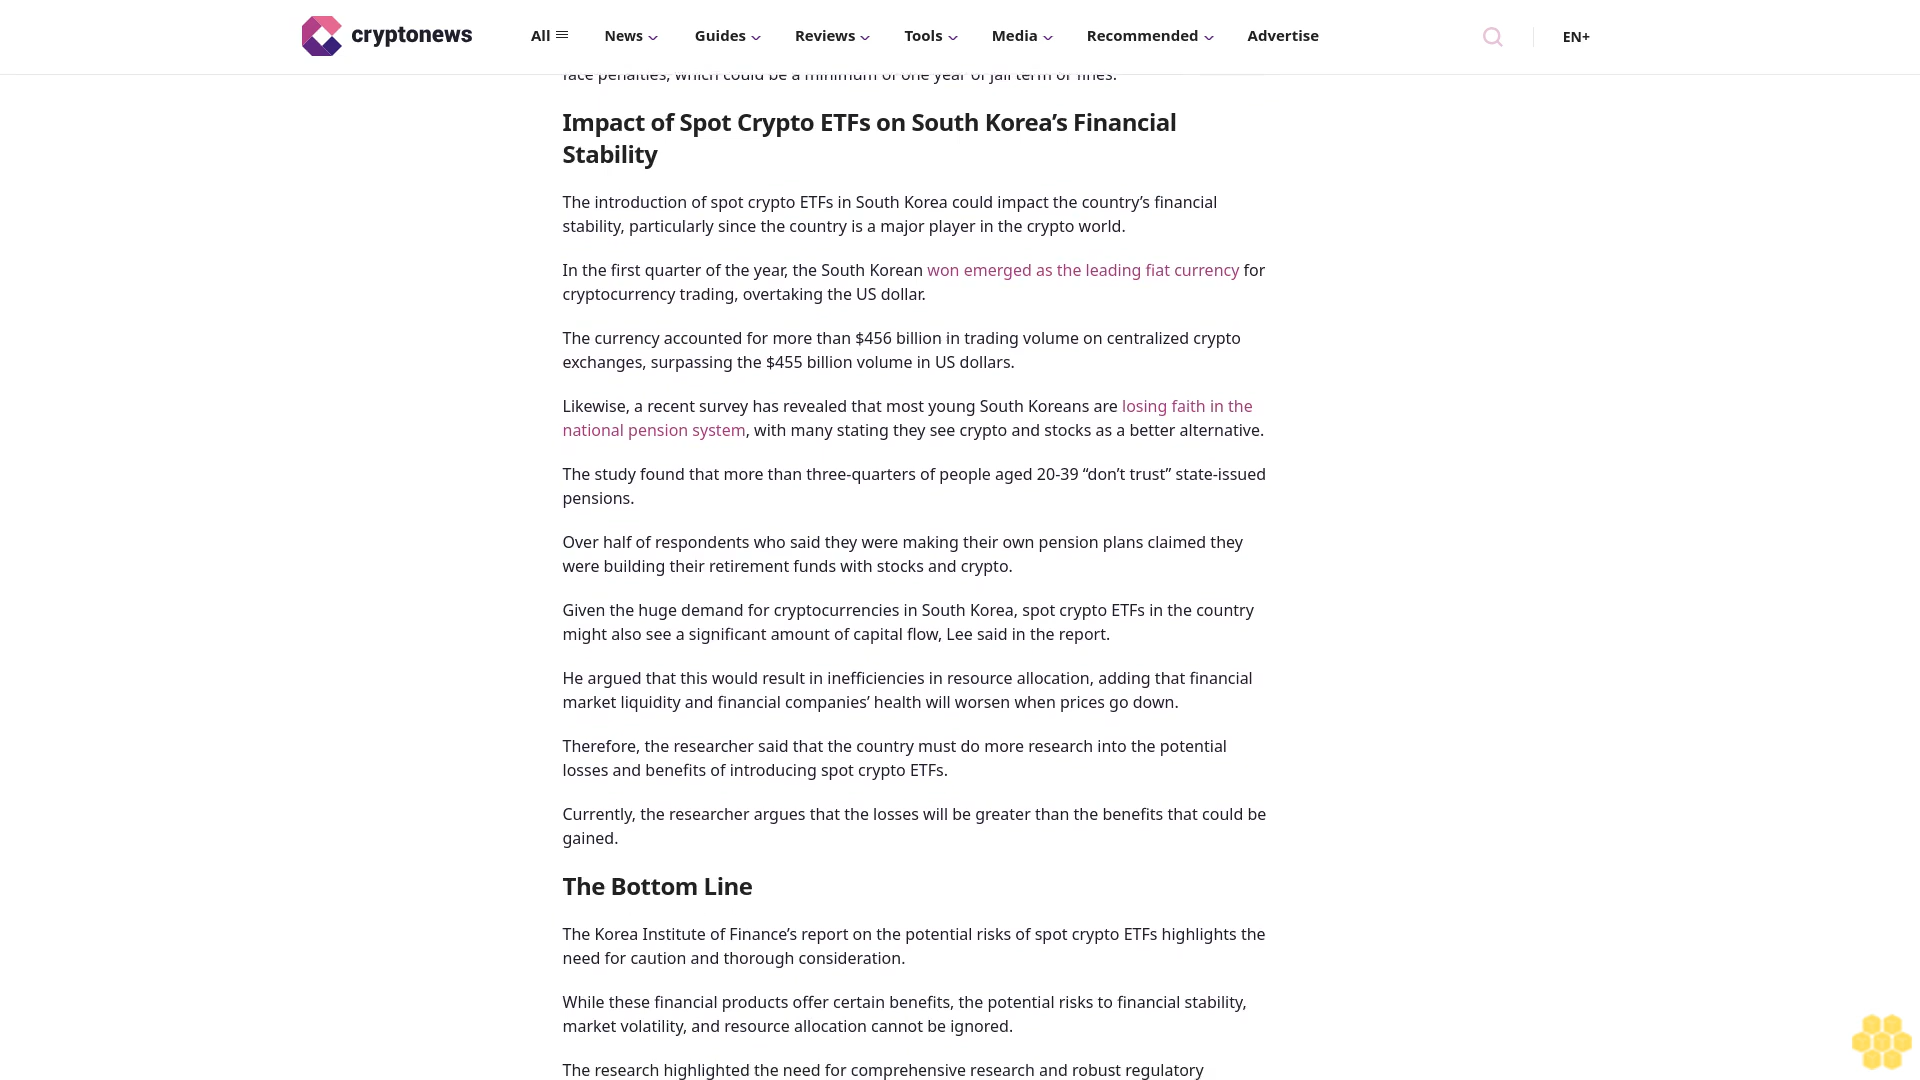 cryptonews
All
News
Guides
Reviews
Tools
Media
Recommended
Advertise
EN+
face penalties, which could be a minimum of one year of jail term or fines.
Impact of Spot Crypto ETFs on South Korea’s Financial
Stability
The introduction of spot crypto ETFs in South Korea could impact the country’s financial
stability, particularly since the country is a major player in the crypto world.
In the first quarter of the year, the South Korean won emerged as the leading fiat currency for
cryptocurrency trading, overtaking the US dollar.
The currency accounted for more than $456 billion in trading volume on centralized crypto
exchanges, surpassing the $455 billion volume in US dollars.
Likewise, a recent survey has revealed that most young South Koreans are losing faith in the
national pension system, with many stating they see crypto and stocks as a better alternative.
The study found that more than three-quarters of people aged 20-39 “don’t trust” state-issued
pensions.
Over half of respondents who said they were making their own pension plans claimed they
were building their retirement funds with stocks and crypto.
Given the huge demand for cryptocurrencies in South Korea, spot crypto ETFs in the country
might also see a significant amount of capital flow, Lee said in the report.
He argued that this would result in inefficiencies in resource allocation, adding that financial
market liquidity and financial companies’ health will worsen when prices go down.
Therefore, the researcher said that the country must do more research into the potential
losses and benefits of introducing spot crypto ETFs.
Currently, the researcher argues that the losses will be greater than the benefits that could be
gained.
The Bottom Line
The Korea Institute of Finance’s report on the potential risks of spot crypto ETFs highlights the
need for caution and thorough consideration.
While these financial products offer certain benefits, the potential risks to financial stability,
market volatility, and resource allocation cannot be ignored.
The research highlighted the need for comprehensive research and robust regulatory